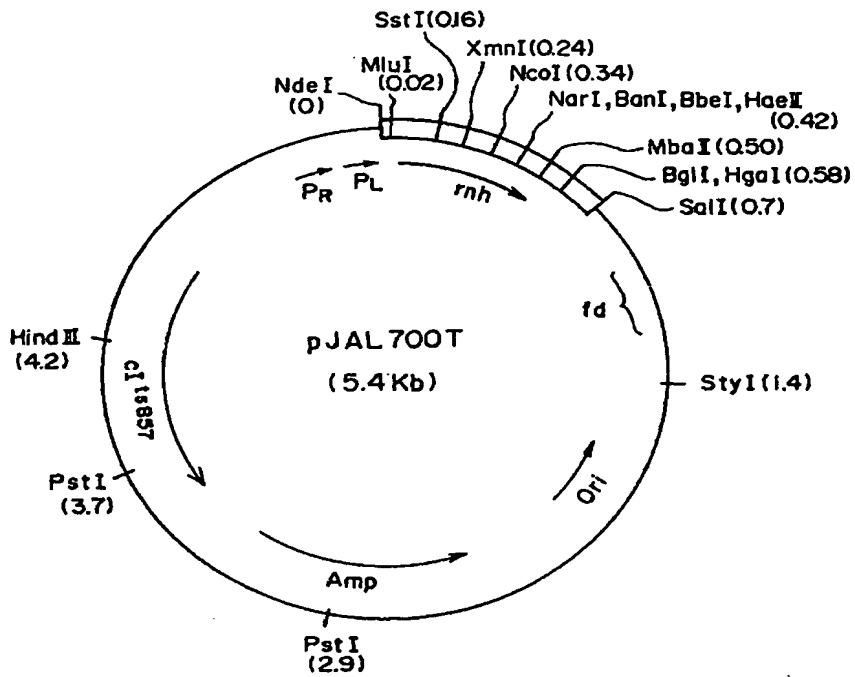 SstI(0.16)
XmnI(0.24)
MluI
(0.02)
NcoI(0.34)
NdeI
(0)
NarI, BanI, BbeI, HaeII
(0.42)
MbaII(0.50)
BglI, HgaI(0.58)
SalI(0.7)
PR
PL
rnh
fd
HindIII
(4.2)
cIts857
pJAL700T
(5.4Kb)
StyI(1.4)
PstI
(3.7)
Ori
Amp
PstI
(2.9)